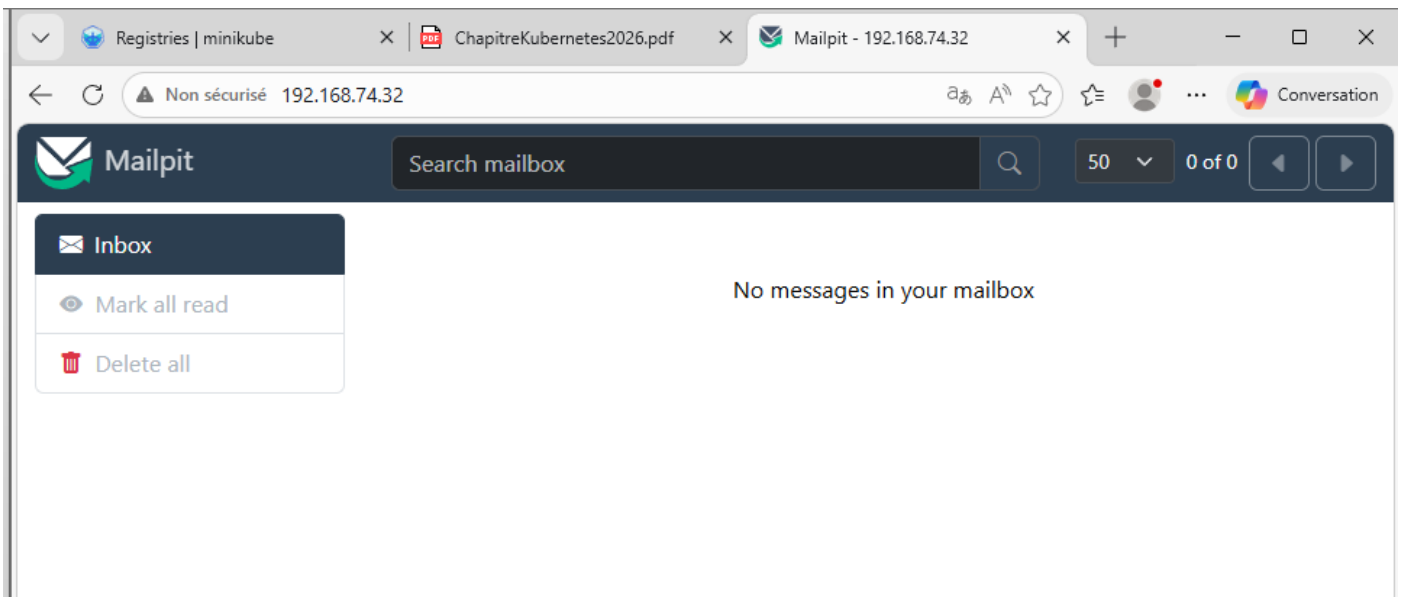 Registries | minikube
ChapitreKubernetes2026.pdf
Mailpit - 192.168.74.32
Non sécurisé 192.168.74.32
Conversation
Mailpit
Search mailbox
50
0 of 0
Inbox
Mark all read
Delete all
No messages in your mailbox